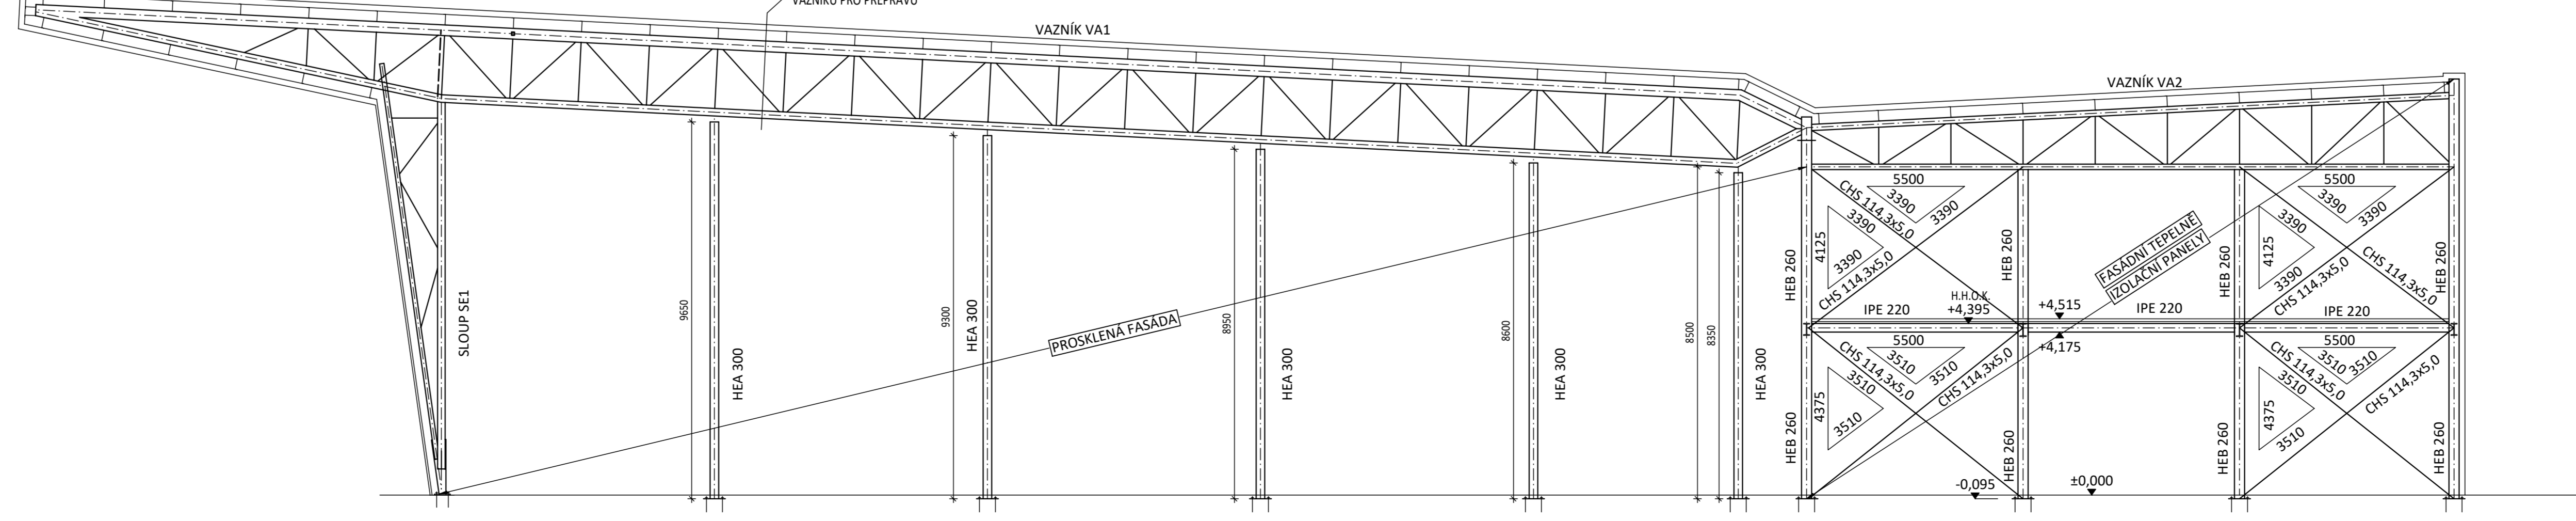 VAZNÍKU PRO PŘEPRAVU
VAZNÍK VA1
VAZNÍK VA2
SLOUP SE1
9650
HEA 300
9300
HEA 300
PROSKLENÁ FASÁDA
8950
HEA 300
8600
HEA 300
8500
8350
HEA 300
HEB 260
HEB 260
4125
3390
3390
CHS 114,3x5,0
5500
3390
3390
CHS 114,3x5,0
IPE 220
H.H.O.K.
+4,395
HEB 260
+4,515
+4,175
IPE 220
FASÁDNÍ TEPELNĚ
IZOLAČNÍ PANELY
HEB 260
4125
3390
3390
5500
3390
3390
CHS 114,3x5,0
CHS 114,3x5,0
IPE 220
HEB 260
4375
3510
3510
CHS 114,3x5,0
5500
3510
3510
CHS 114,3x5,0
HEB 260
-0,095
±0,000
HEB 260
4375
3510
3510
CHS 114,3x5,0
5500
3510
3510
CHS 114,3x5,0
HEB 260